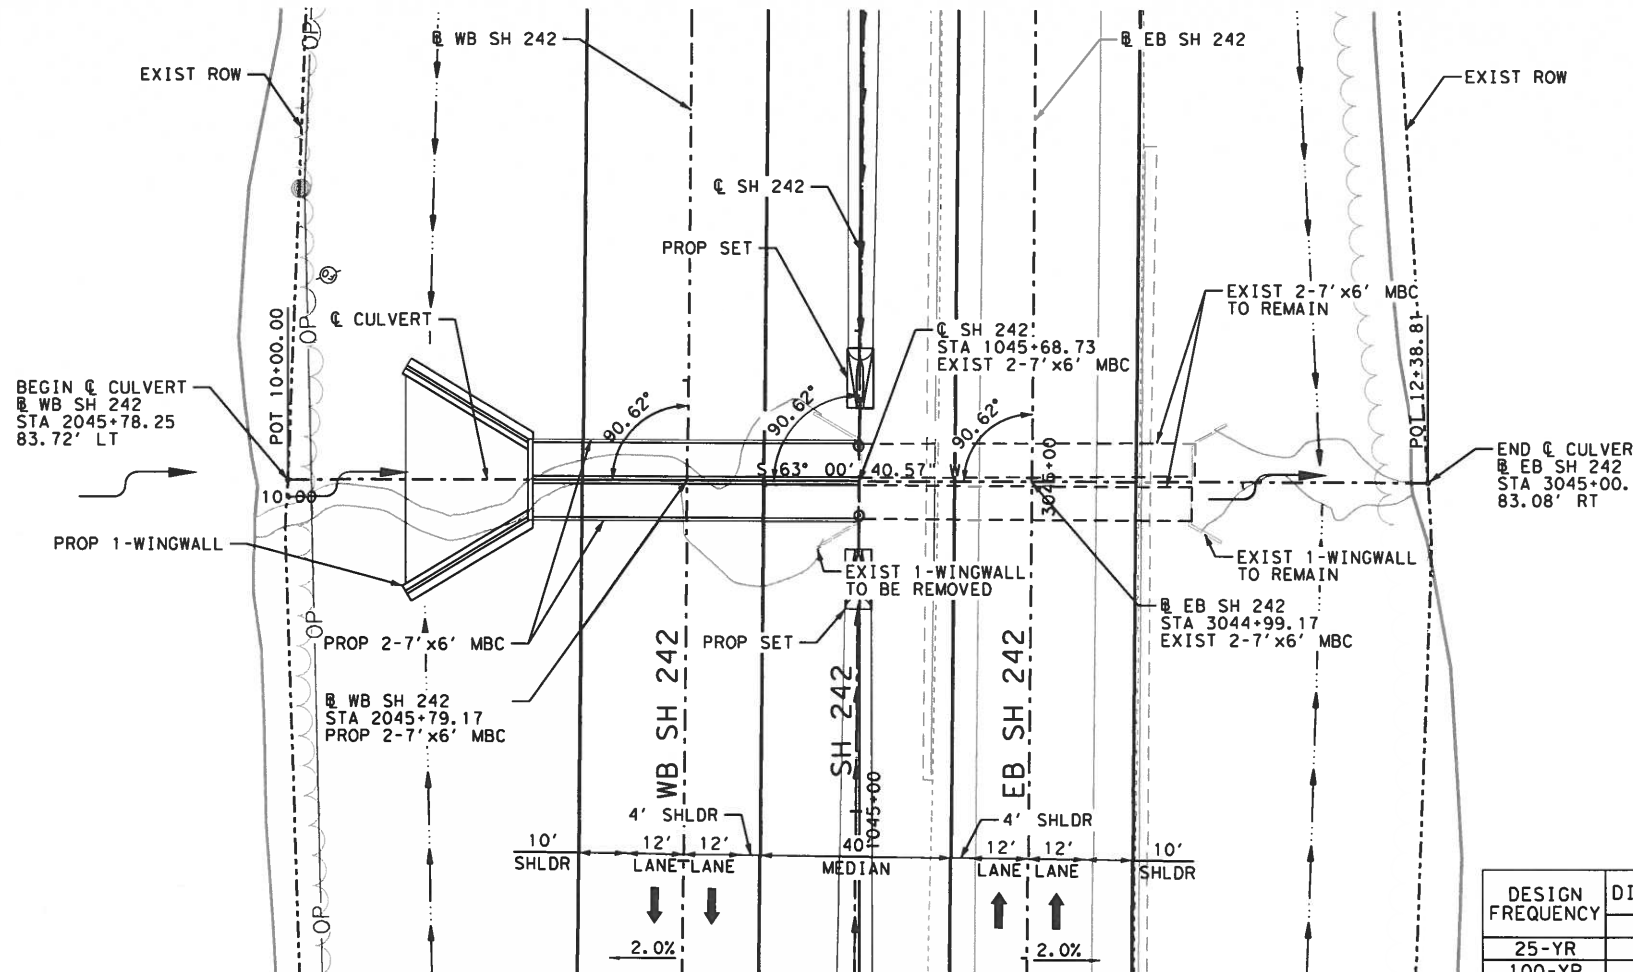 ℄ WB SH 242
℄ EB SH 242
EXIST ROW
EXIST ROW
OP
℄ SH 242
PROP SET
EXIST 2-7'x6' MBC
TO REMAIN
℄ CULVERT
OP
POT 10+00.00
℄ SH 242
STA 1045+68.73
EXIST 2-7'x6' MBC
POT 12+38.81
BEGIN ℄ CULVERT
℄ WB SH 242
STA 2045+78.25
83.72' LT
90.62°
90.62°
90.62°
S 63° 00' 40.57" W
3046+00
END ℄ CULVER
℄ EB SH 242
STA 3045+00.
83.08' RT
PROP 1-WINGWALL
EXIST 1-WINGWALL
TO BE REMOVED
EXIST 1-WINGWALL
TO REMAIN
OP
PROP 2-7'x6' MBC
PROP SET
℄ EB SH 242
STA 3044+99.17
EXIST 2-7'x6' MBC
℄ WB SH 242
STA 2045+79.17
PROP 2-7'x6' MBC
WB SH 242
SH 242
EB SH 242
1045+00
4' SHLDR
4' SHLDR
10'
SHLDR
12'
LANE
12'
LANE
40'
MEDIAN
12'
LANE
12'
LANE
10'
SHLDR
OP
2.0%
2.0%
DESIGN
FREQUENCY
DI
25-YR
100-YR